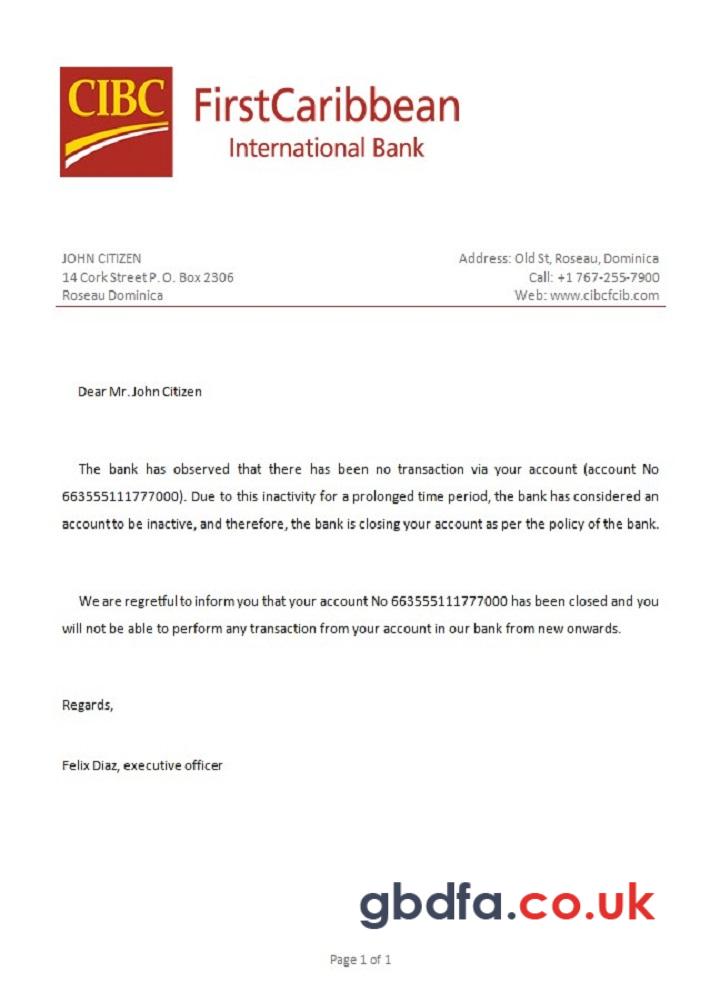 CIBC
FirstCaribbean
International Bank
JOHN CITIZEN
14 Cork Street P. O. Box 2306
Roseau Dominica
Address: Old St, Roseau, Dominica
Call: +1 767-255-7900
Web: www.cibcfcib.com
Dear Mr. John Citizen
The bank has observed that there has been no transaction via your account (account No
663555111777000). Due to this inactivity for a prolonged time period, the bank has considered an
account to be inactive, and therefore, the bank is closing your account as per the policy of the bank.
We are regretful to inform you that your account No 663555111777000 has been closed and you
will not be able to perform any transaction from your account in our bank from new onwards.
Regards,
Felix Diaz, executive officer
gbdfa.co.uk
Page 1 of 1